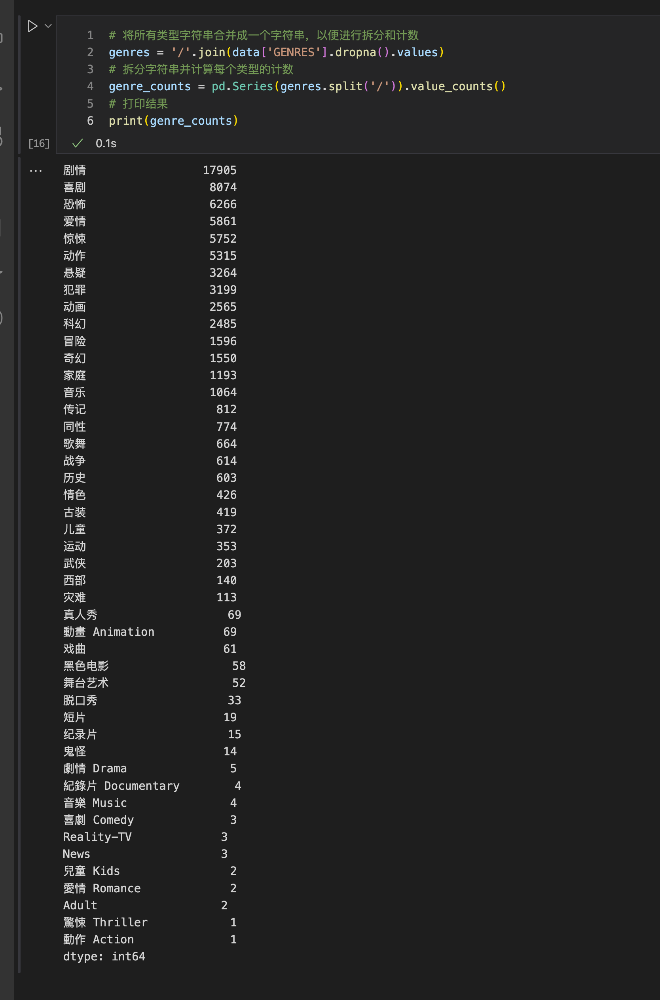 1 # 将所有类型字符串合并成一个字符串，以便进行拆分和计数
2 genres = '/'.join(data['GENRES'].dropna().values)
3 # 拆分字符串并计算每个类型的计数
4 genre_counts = pd.Series(genres.split('/')).value_counts()
5 # 打印结果
6 print(genre_counts)
[16] 0.1s
... 剧情 17905
喜剧 8074
恐怖 6266
爱情 5861
惊悚 5752
动作 5315
悬疑 3264
犯罪 3199
动画 2565
科幻 2485
冒险 1596
奇幻 1550
家庭 1193
音乐 1064
传记 812
同性 774
歌舞 664
战争 614
历史 603
情色 426
古装 419
儿童 372
运动 353
武侠 203
西部 140
灾难 113
真人秀 69
動畫 Animation 69
戏曲 61
黑色电影 58
舞台艺术 52
脱口秀 33
短片 19
纪录片 15
鬼怪 14
劇情 Drama 5
紀錄片 Documentary 4
音樂 Music 4
喜劇 Comedy 3
Reality-TV 3
News 3
兒童 Kids 2
愛情 Romance 2
Adult 2
驚悚 Thriller 1
動作 Action 1
dtype: int64